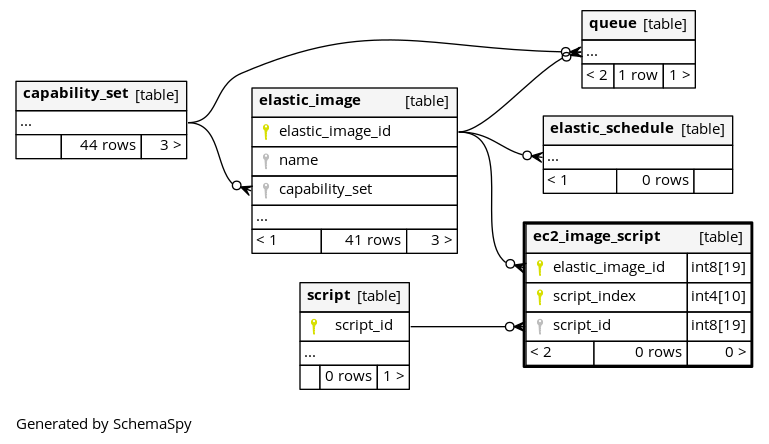 queue [table]
...
< 2 1 row 1 >
capability_set [table]
...
44 rows 3 >
elastic_image [table]
elastic_image_id
name
capability_set
...
< 1 41 rows 3 >
elastic_schedule [table]
...
< 1 0 rows
ec2_image_script [table]
elastic_image_id int8[19]
script_index int4[10]
script_id int8[19]
< 2 0 rows 0 >
script [table]
script_id
...
0 rows 1 >
Generated by SchemaSpy